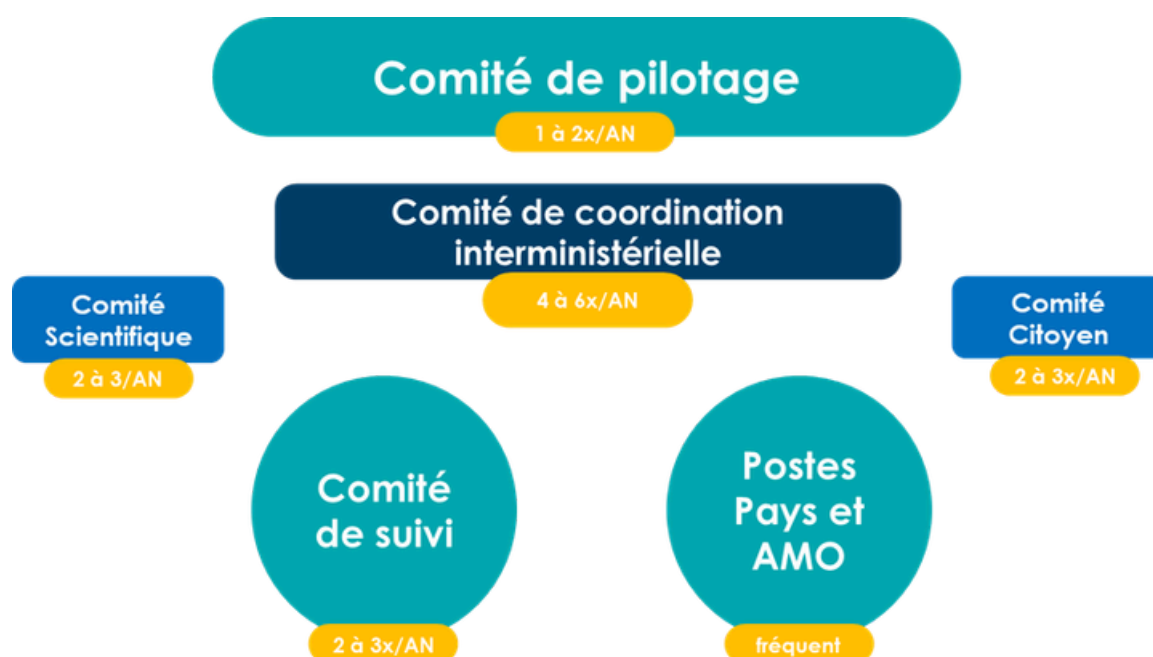 Comité de pilotage
1 à 2x/AN
Comité de coordination
interministérielle
4 à 6x/AN
Comité
Scientifique
2 à 3/AN
Comité
Citoyen
2 à 3x/AN
Comité
de suivi
2 à 3x/AN
Postes
Pays et
AMO
fréquent